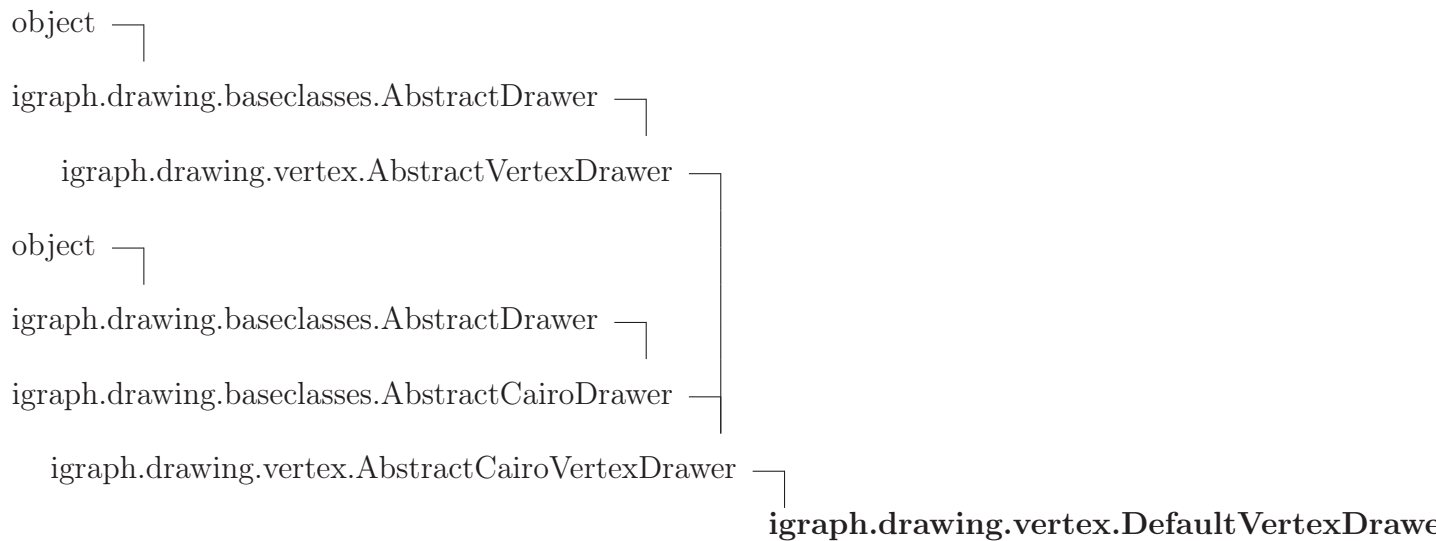 object
igraph.drawing.baseclasses.AbstractDrawer
igraph.drawing.vertex.AbstractVertexDrawer
object
igraph.drawing.baseclasses.AbstractDrawer
igraph.drawing.baseclasses.AbstractCairoDrawer
igraph.drawing.vertex.AbstractCairoVertexDrawer
igraph.drawing.vertex.DefaultVertexDrawe